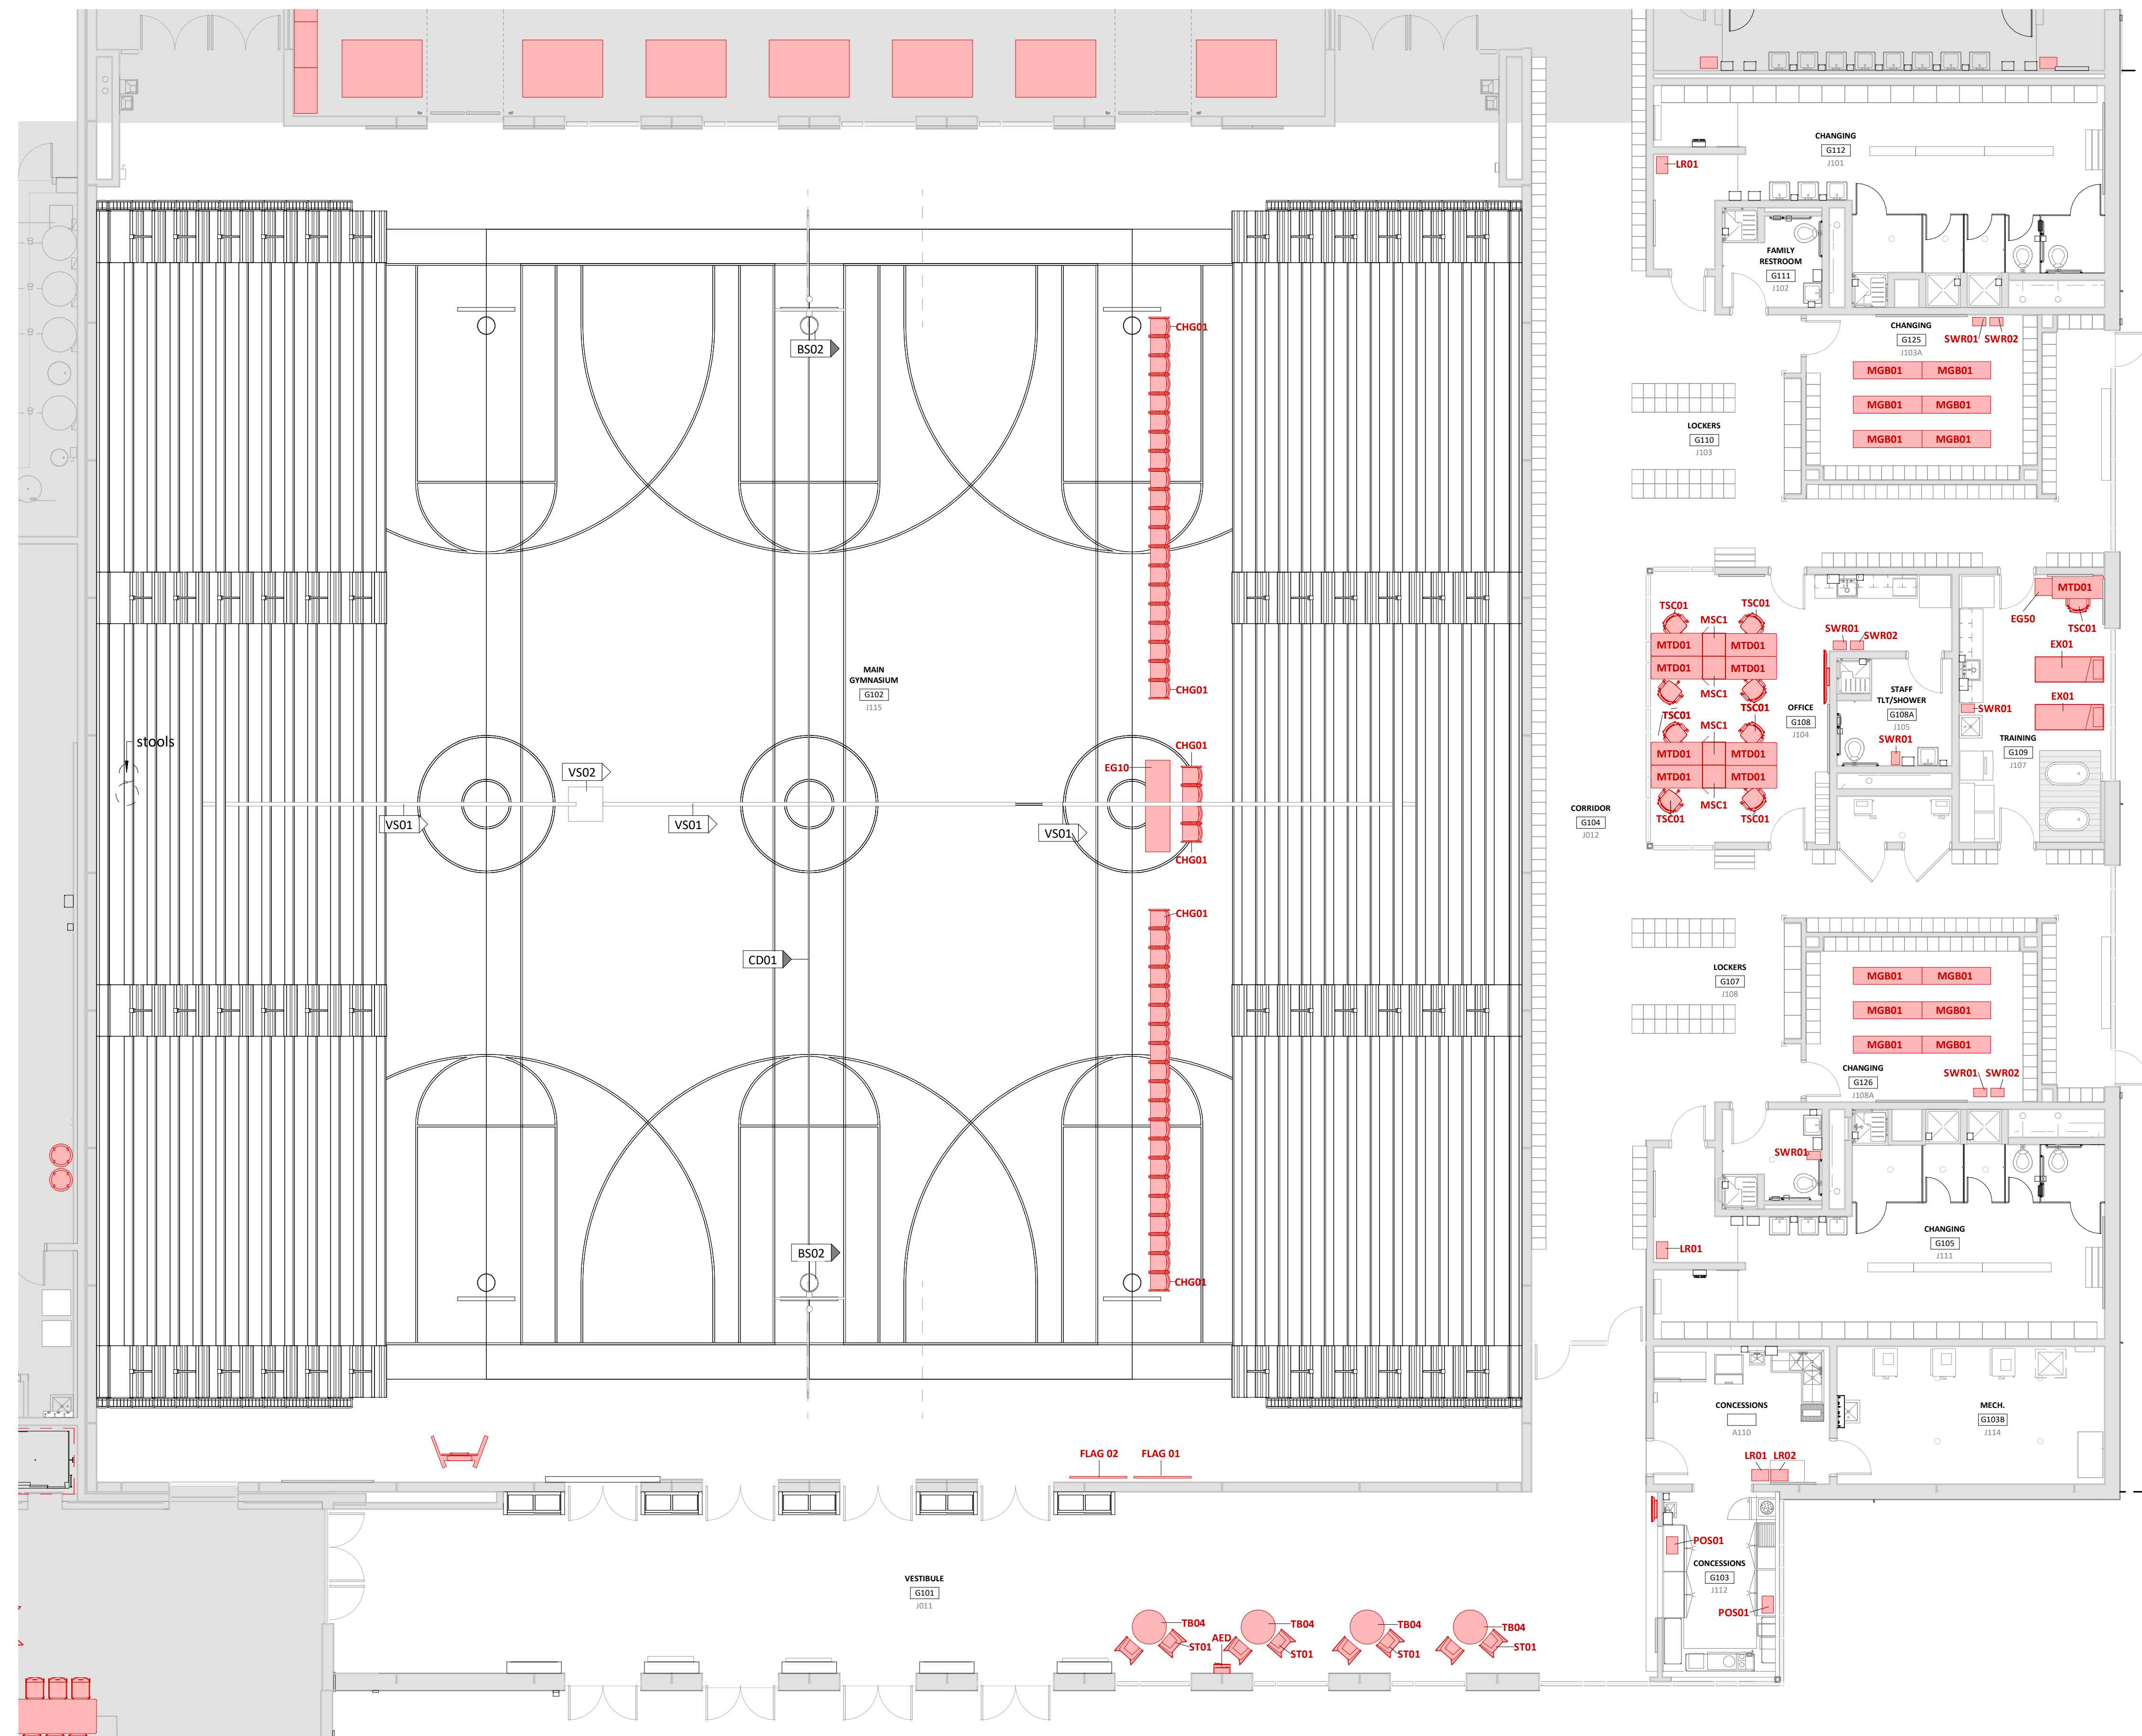 CHANGING
G112
J101
LR01
FAMILY
RESTROOM
G111
J102
CHG01
BS02
CHANGING
G125
J103A
SWR01
SWR02
MGB01
MGB01
MGB01
MGB01
MGB01
MGB01
LOCKERS
G110
J103
MTD01
EG50
TSC01
TSC01
MSC1
TSC01
MTD01
MTD01
MTD01
MTD01
MSC1
SWR01
SWR02
EX01
EX01
MAIN
GYMNASIUM
G102
J115
CHG01
STAFF
TLT/SHOWER
G108A
J105
OFFICE
G108
J104
SWR01
TSC01
MSC1
TSC01
TRAINING
G109
J107
SWR01
stools
CHG01
EG10
VS02
MTD01
MTD01
MTD01
MTD01
MSC1
TSC01
TSC01
VS01
VS01
VS01
CORRIDOR
G104
J012
CHG01
CHG01
CD01
LOCKERS
G107
J108
MGB01
MGB01
MGB01
MGB01
MGB01
MGB01
CHANGING
G126
J108A
SWR01
SWR02
SWR01
BS02
CHG01
LR01
CHANGING
G105
J111
CONCESSIONS
A110
MECH.
G103B
J114
FLAG 02
FLAG 01
LR01
LR02
POS01
CONCESSIONS
G103
J112
POS01
VESTIBULE
G101
J011
TB04
ST01
AED
TB04
ST01
TB04
ST01
TB04
ST01